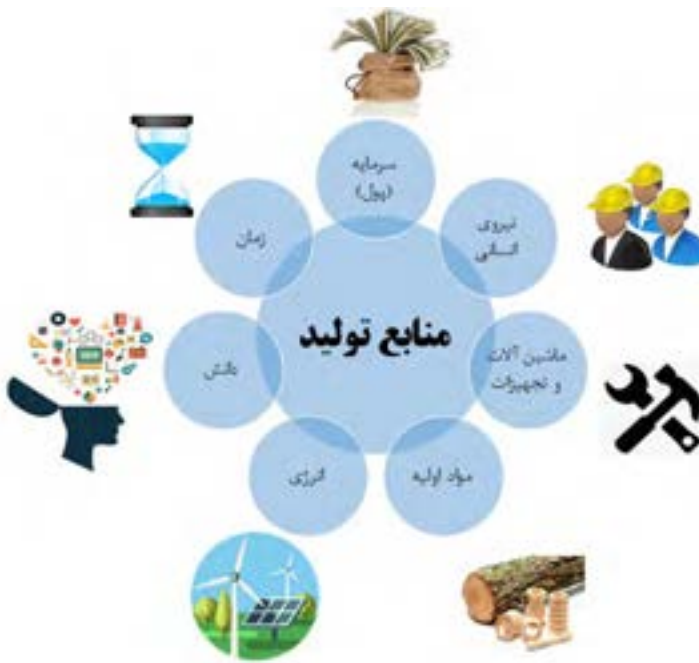 سرمایه
(پول)
نیروی
انسانی
ماشین آلات
و تجهیزات
مواد اولیه
انرژی
دانش
زمان
منابع تولید